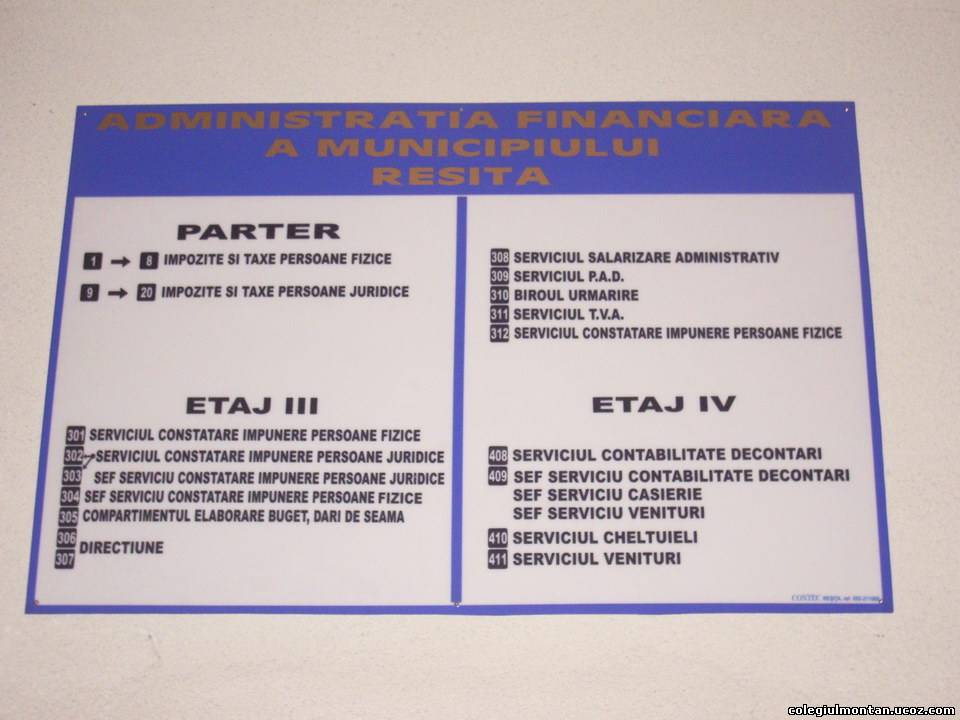 ADMINISTRATIA FINANCIARA
A MUNICIPIULUI
RESITA
PARTER
1 → 8 IMPOZITE SI TAXE PERSOANE FIZICE
9 → 20 IMPOZITE SI TAXE PERSOANE JURIDICE
ETAJ III
301 SERVICIUL CONSTATARE IMPUNERE PERSOANE FIZICE
302 SERVICIUL CONSTATARE IMPUNERE PERSOANE JURIDICE
303 SEF SERVICIU CONSTATARE IMPUNERE PERSOANE JURIDICE
304 SEF SERVICIU CONSTATARE IMPUNERE PERSOANE FIZICE
305 COMPARTIMENTUL ELABORARE BUGET, DARI DE SEAMA
306
DIRECTIUNE
307
308 SERVICIUL SALARIZARE ADMINISTRATIV
309 SERVICIUL P.A.D.
310 BIROUL URMARIRE
311 SERVICIUL T.V.A.
312 SERVICIUL CONSTATARE IMPUNERE PERSOANE FIZICE
ETAJ IV
408 SERVICIUL CONTABILITATE DECONTARI
409 SEF SERVICIU CONTABILITATE DECONTARI
SEF SERVICIU CASIERIE
SEF SERVICIU VENITURI
410 SERVICIUL CHELTUIELI
411 SERVICIUL VENITURI
CONTEC
colegiulmontan.ucoz.com